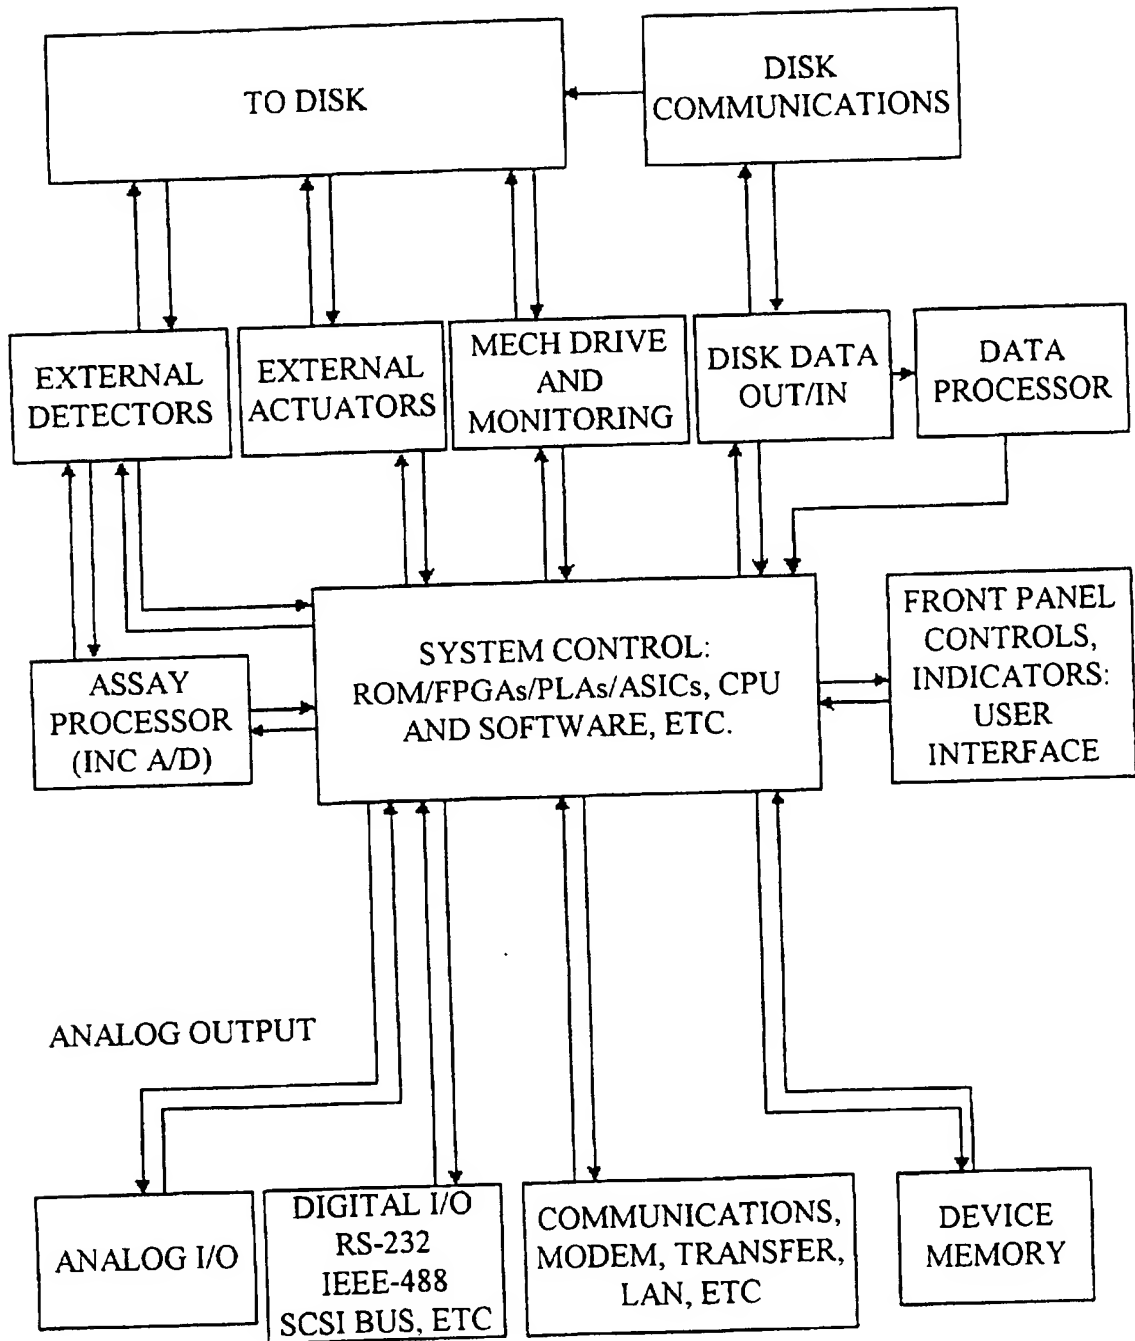 TO DISK
DISK
COMMUNICATIONS
EXTERNAL
DETECTORS
EXTERNAL
ACTUATORS
MECH DRIVE
AND
MONITORING
DISK DATA
OUT/IN
DATA
PROCESSOR
ASSAY
PROCESSOR
(INC A/D)
SYSTEM CONTROL:
ROM/FPGAs/PLAs/ASICs, CPU
AND SOFTWARE, ETC.
FRONT PANEL
CONTROLS,
INDICATORS:
USER
INTERFACE
ANALOG OUTPUT
ANALOG I/O
DIGITAL I/O
RS-232
IEEE-488
SCSI BUS, ETC
COMMUNICATIONS,
MODEM, TRANSFER,
LAN, ETC
DEVICE
MEMORY